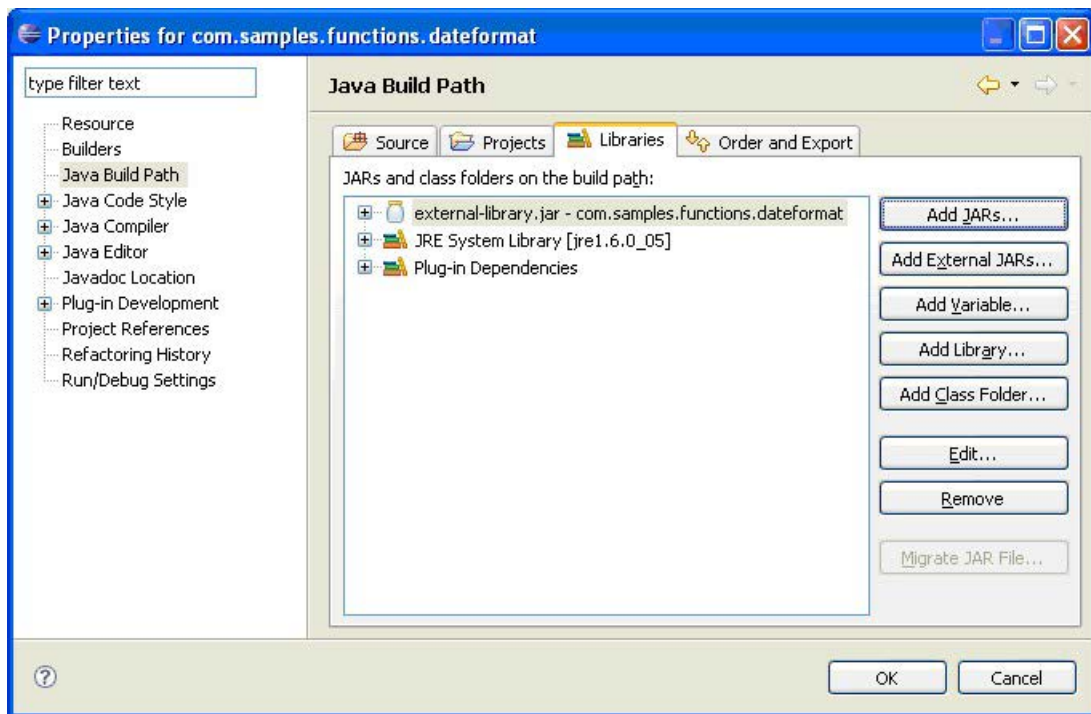 Properties for com.samples.functions.dateformat
type filter text
Resource
Builders
Java Build Path
Java Code Style
Java Compiler
Java Editor
Javadoc Location
Plug-in Development
Project References
Refactoring History
Run/Debug Settings
Java Build Path
Source
Projects
Libraries
Order and Export
JARs and class folders on the build path:
external-library.jar - com.samples.functions.dateformat
JRE System Library [jre1.6.0_05]
Plug-in Dependencies
Add JARs...
Add External JARs...
Add Variable...
Add Library...
Add Class Folder...
Edit...
Remove
Migrate JAR File...
?
OK
Cancel